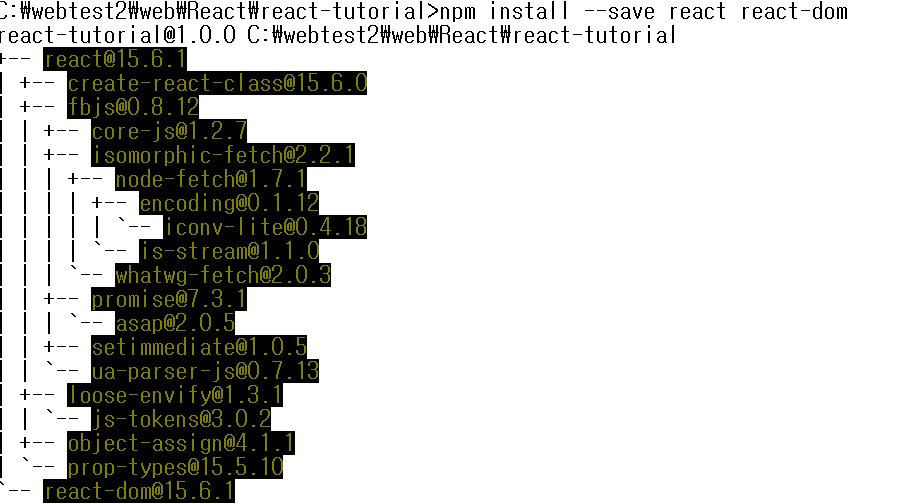 C:₩webtest2₩web₩React₩react-tutorial>npm install --save react react-dom
react-tutorial@1.0.0 C:₩webtest2₩web₩React₩react-tutorial
+-- react@15.6.1
| +-- create-react-class@15.6.0
| +-- fbjs@0.8.12
| | +-- core-js@1.2.7
| | +-- isomorphic-fetch@2.2.1
| | | +-- node-fetch@1.7.1
| | | | +-- encoding@0.1.12
| | | | | `-- iconv-lite@0.4.18
| | | | `-- is-stream@1.1.0
| | | `-- whatwg-fetch@2.0.3
| | +-- promise@7.3.1
| | | `-- asap@2.0.5
| | +-- setimmediate@1.0.5
| | `-- ua-parser-js@0.7.13
| +-- loose-envify@1.3.1
| | `-- js-tokens@3.0.2
| +-- object-assign@4.1.1
| `-- prop-types@15.5.10
`-- react-dom@15.6.1